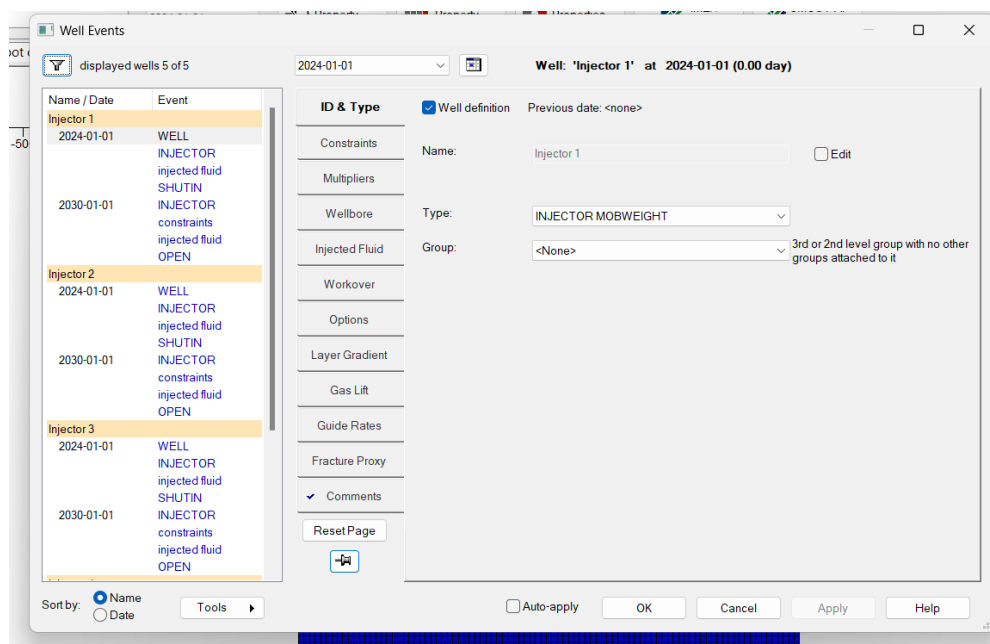 Well Events
displayed wells 5 of 5
2024-01-01
Well: 'Injector 1' at 2024-01-01 (0.00 day)
Name / Date Event
Injector 1
2024-01-01 WELL
INJECTOR
injected fluid
SHUTIN
2030-01-01 INJECTOR
constraints
injected fluid
OPEN
Injector 2
2024-01-01 WELL
INJECTOR
injected fluid
SHUTIN
2030-01-01 INJECTOR
constraints
injected fluid
OPEN
Injector 3
2024-01-01 WELL
INJECTOR
injected fluid
SHUTIN
2030-01-01 INJECTOR
constraints
injected fluid
OPEN
Sort by: Name
Date
Tools
ID & Type
Constraints
Multipliers
Wellbore
Injected Fluid
Workover
Options
Layer Gradient
Gas Lift
Guide Rates
Fracture Proxy
Comments
Reset Page
Well definition Previous date: <none>
Name: Injector 1 Edit
Type: INJECTOR MOBWEIGHT
Group: <None> 3rd or 2nd level group with no other
groups attached to it
Auto-apply OK Cancel Apply Help
-50